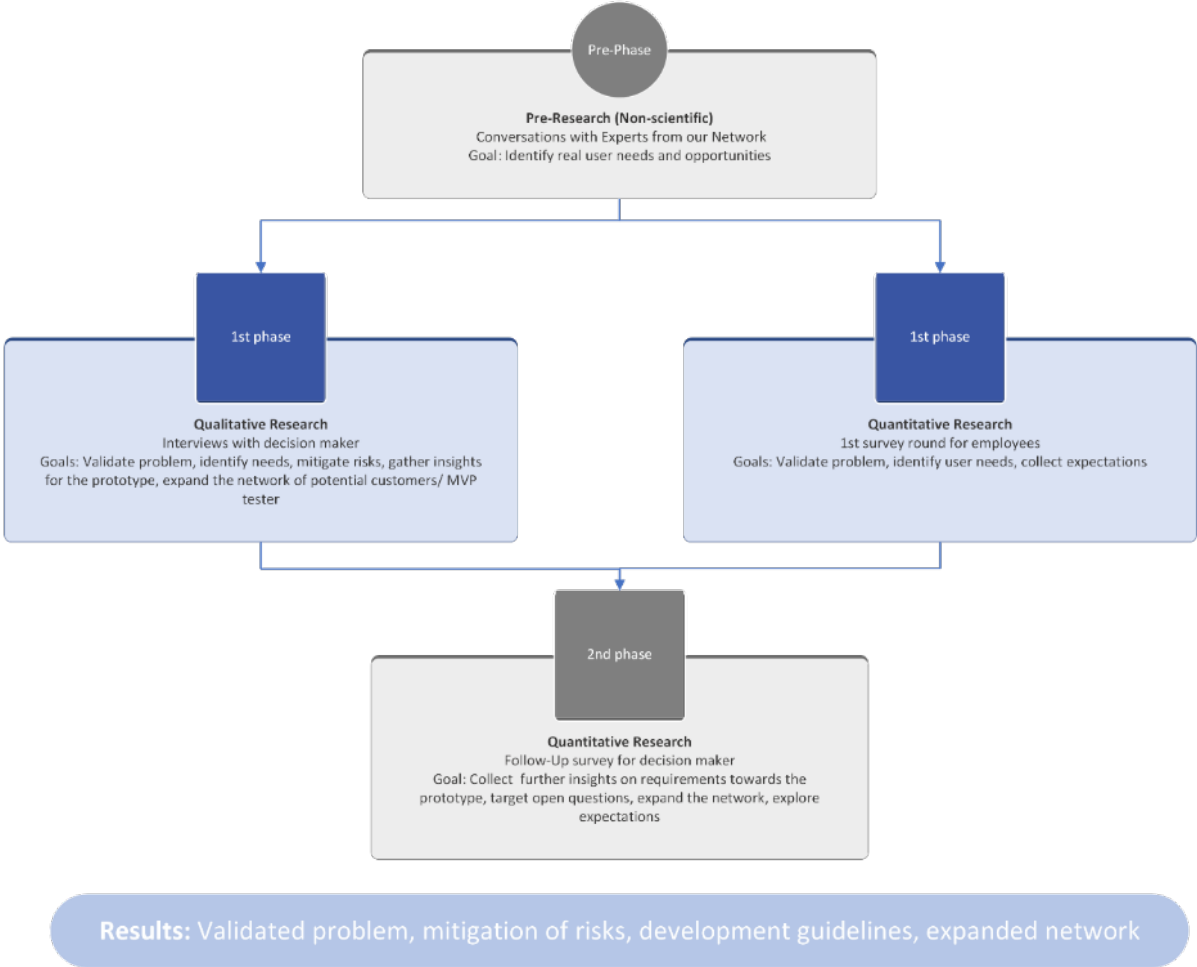 Pre-Phase
Pre-Research (Non-scientific)
Conversations with Experts from our Network
Goal: Identify real user needs and opportunities
1st phase
Qualitative Research
Interviews with decision maker
Goals: Validate problem, identify needs, mitigate risks, gather insights
for the prototype, expand the network of potential customers/ MVP
tester
1st phase
Quantitative Research
1st survey round for employees
Goals: Validate problem, identify user needs, collect expectations
2nd phase
Quantitative Research
Follow-Up survey for decision maker
Goal: Collect  further insights on requirements towards the
prototype, target open questions, expand the network, explore
expectations
Results: Validated problem, mitigation of risks, development guidelines, expanded network